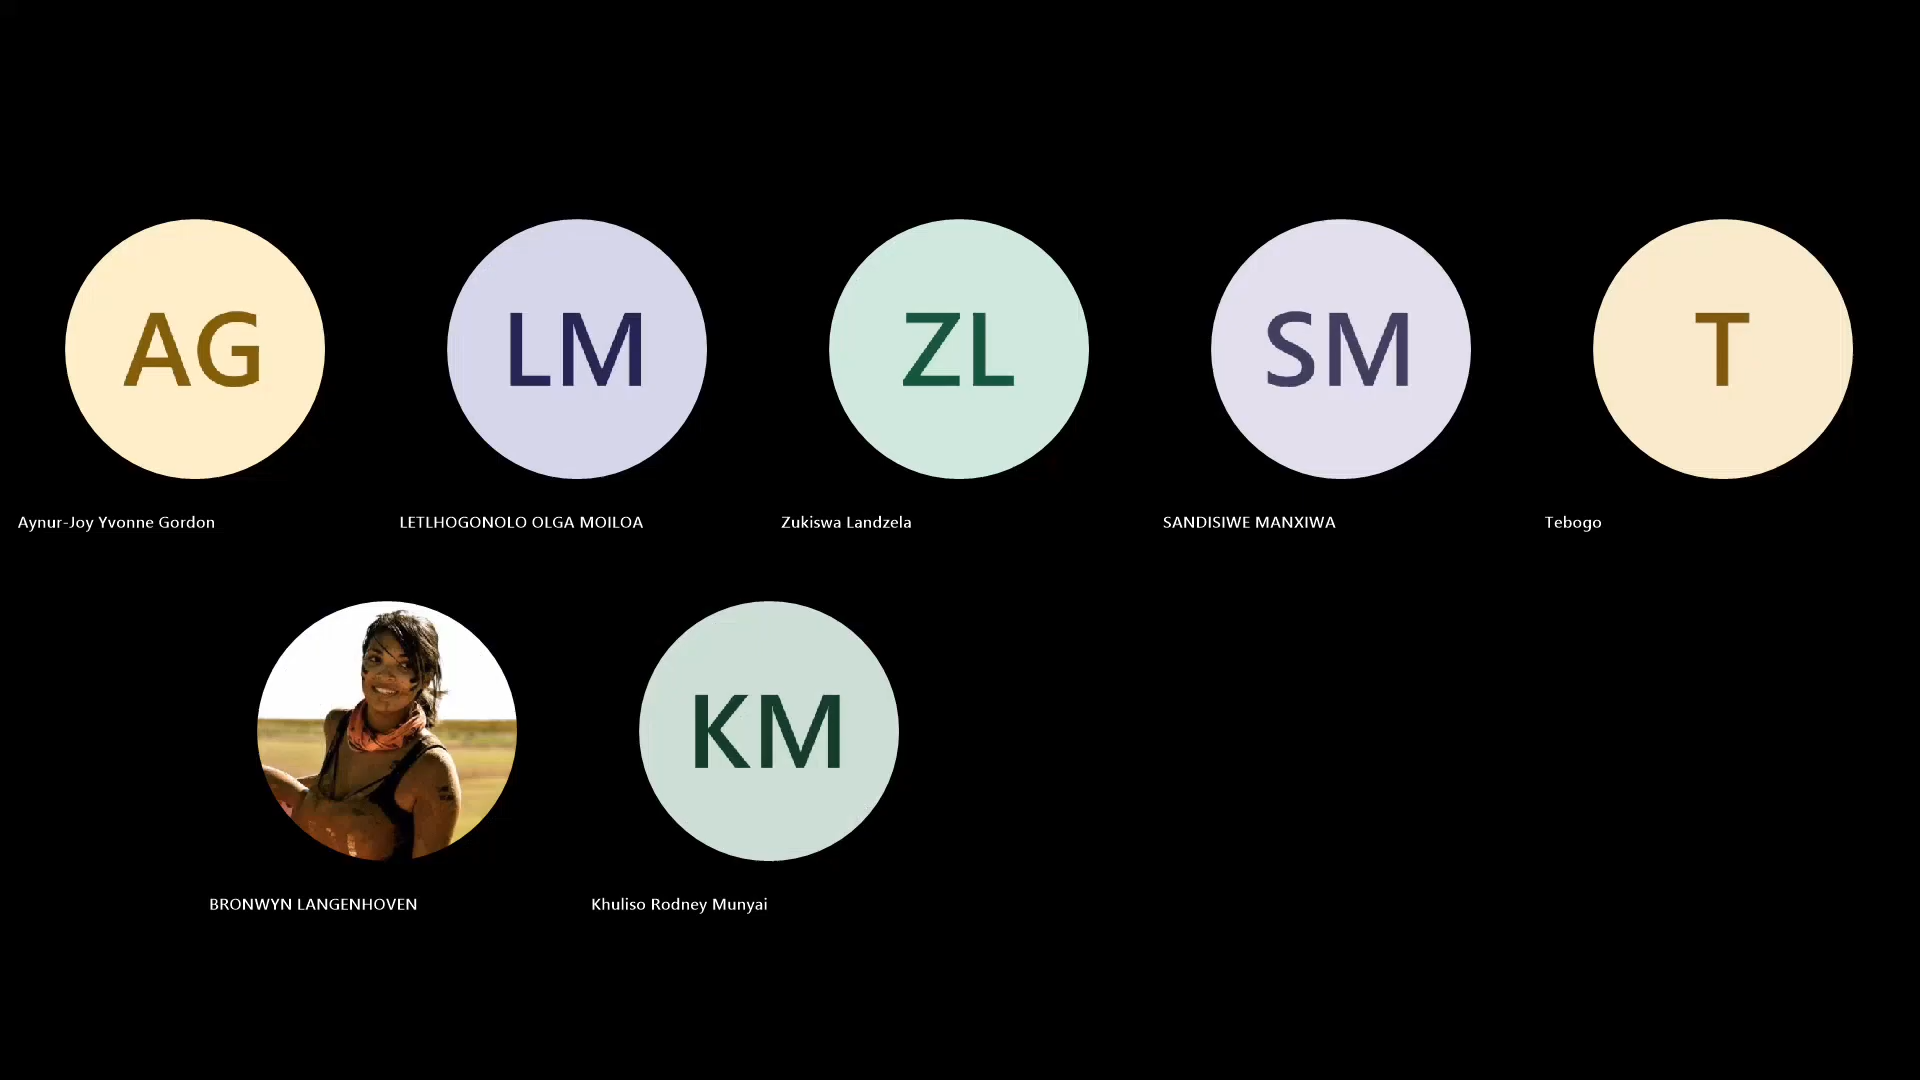 AG
LM
ZL
SM
T
Aynur-Joy Yvonne Gordon
LETLHOGONOLO OLGA MOILOA
Zukiswa Landzela
SANDISIWE MANXIWA
Tebogo
KM
BRONWYN LANGENHOVEN
Khuliso Rodney Munyai